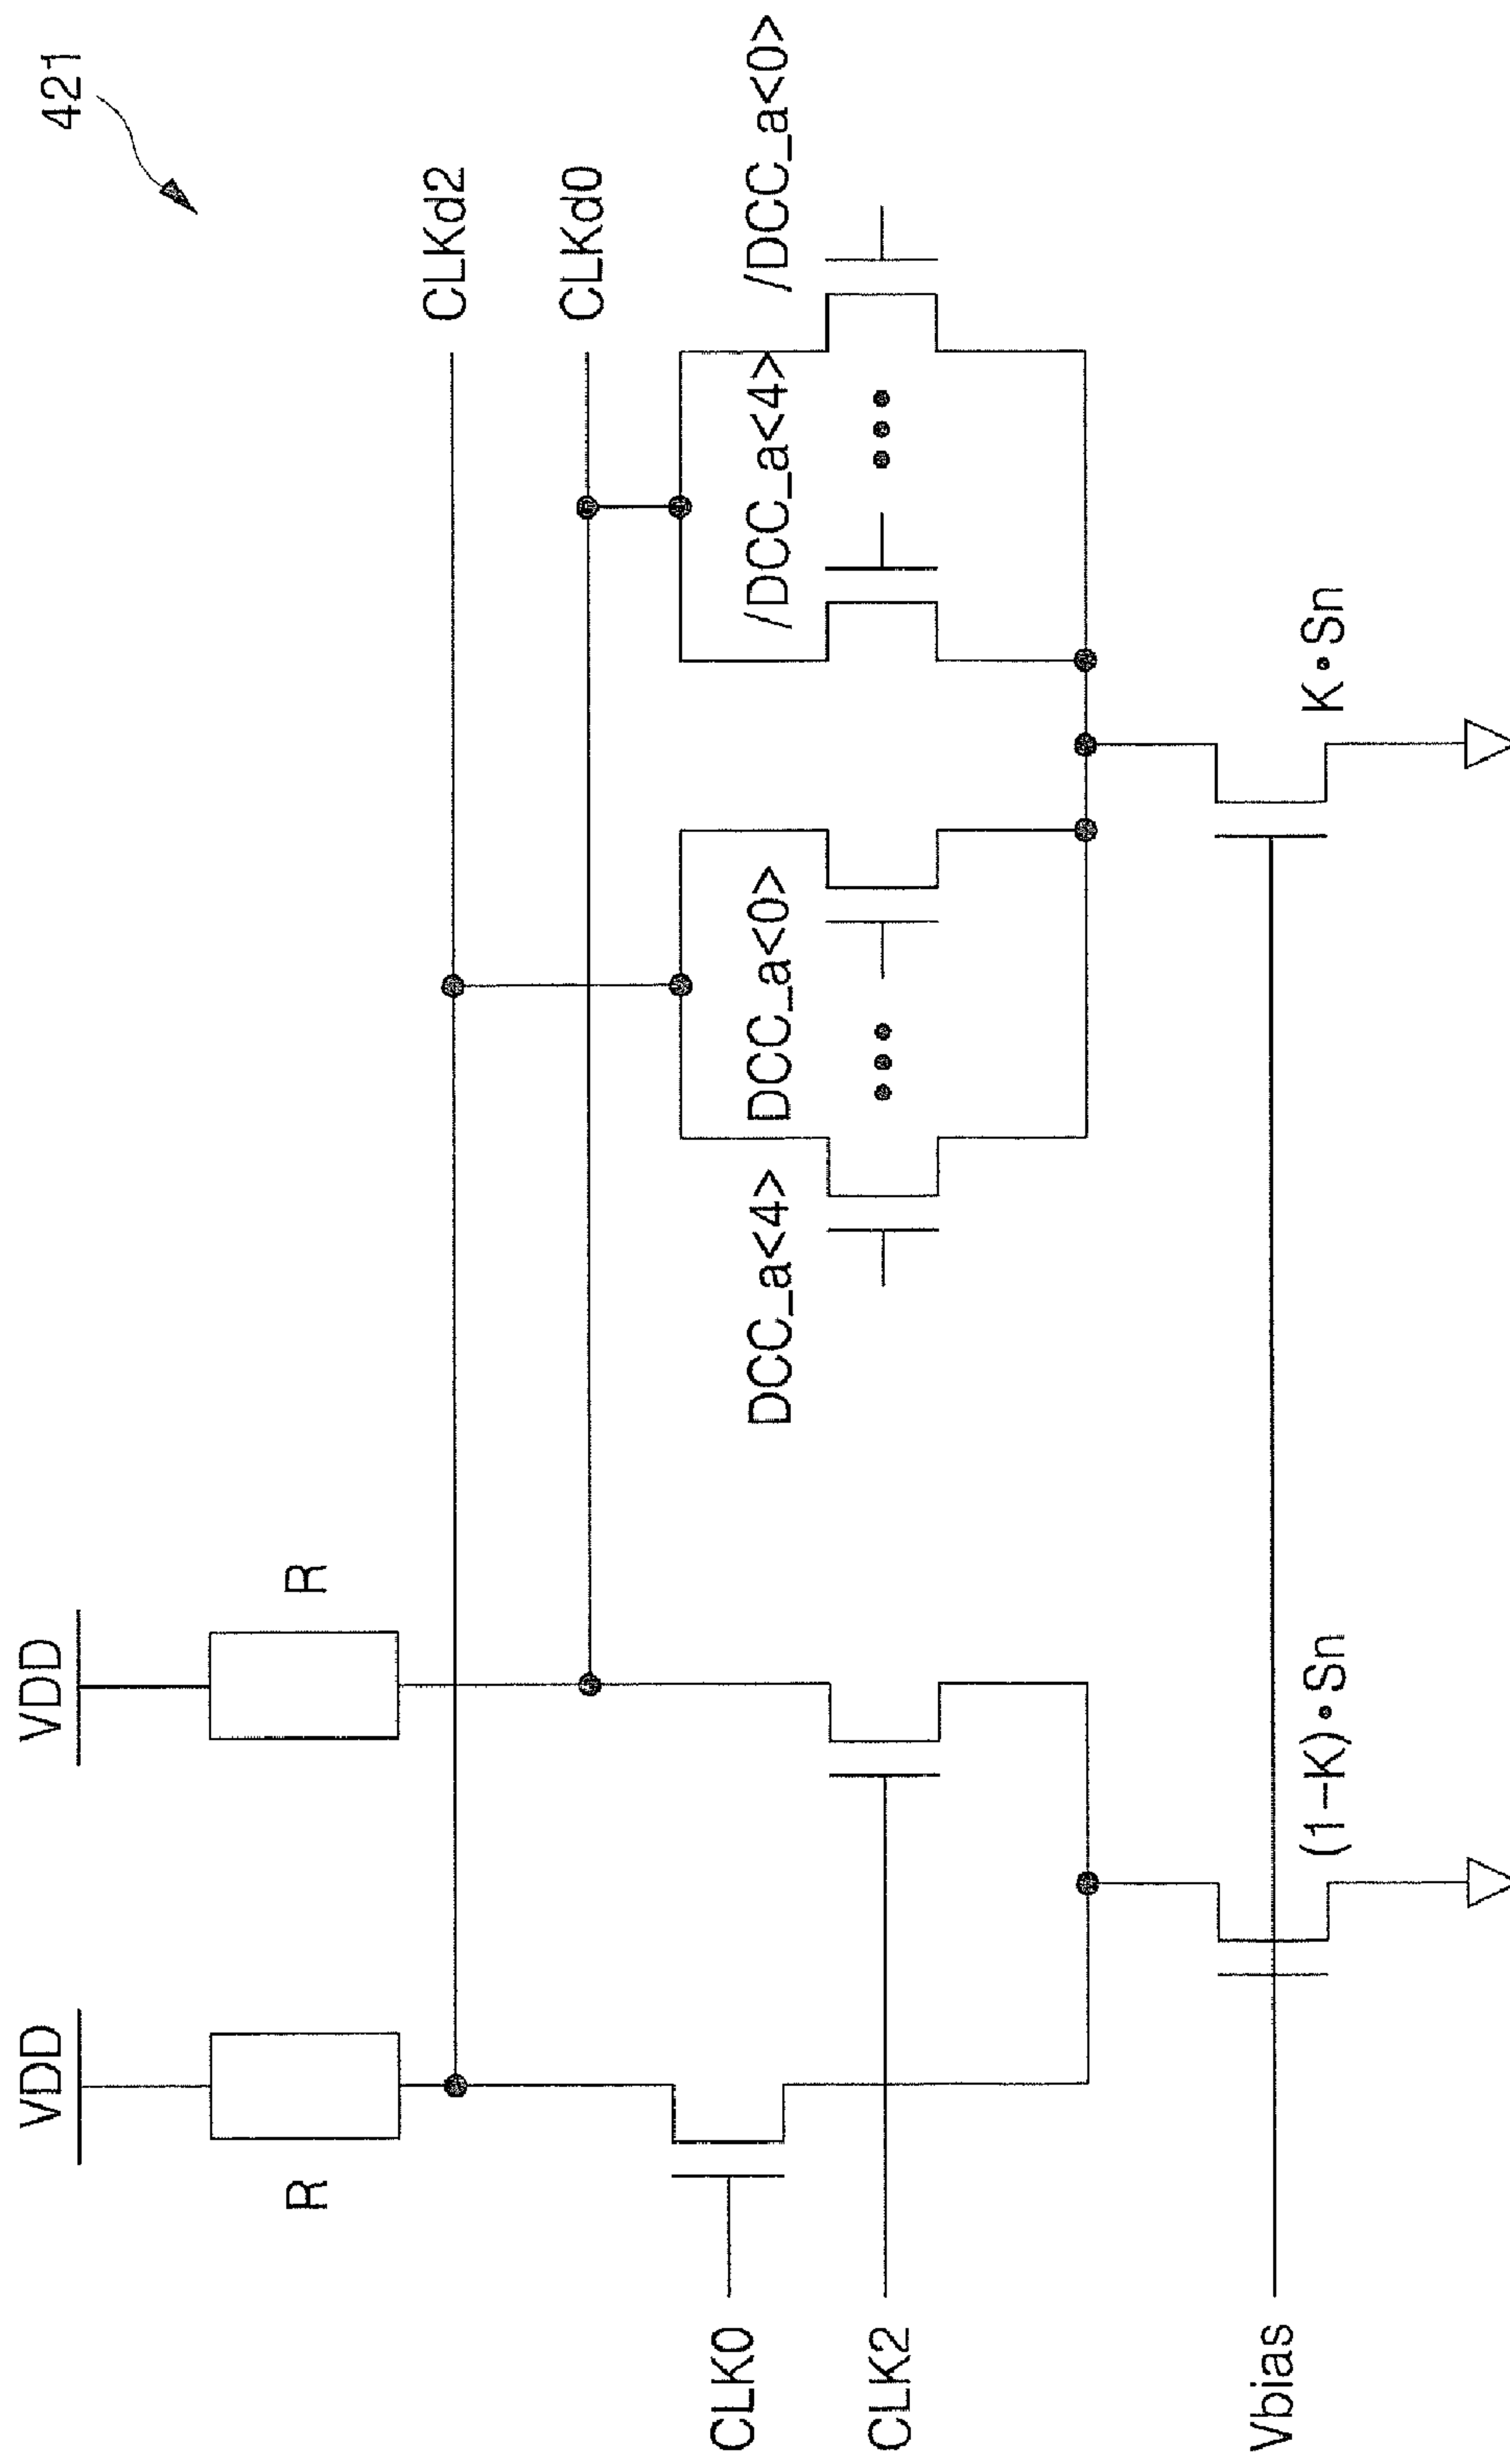 421
VDD
VDD
R
R
CLKd2
CLKd0
CLK0
CLK2
DCC_a<4>
DCC_a<0>
/DCC_a<4>
/DCC_a<0>
Vbias
(1-K)•Sn
K•Sn